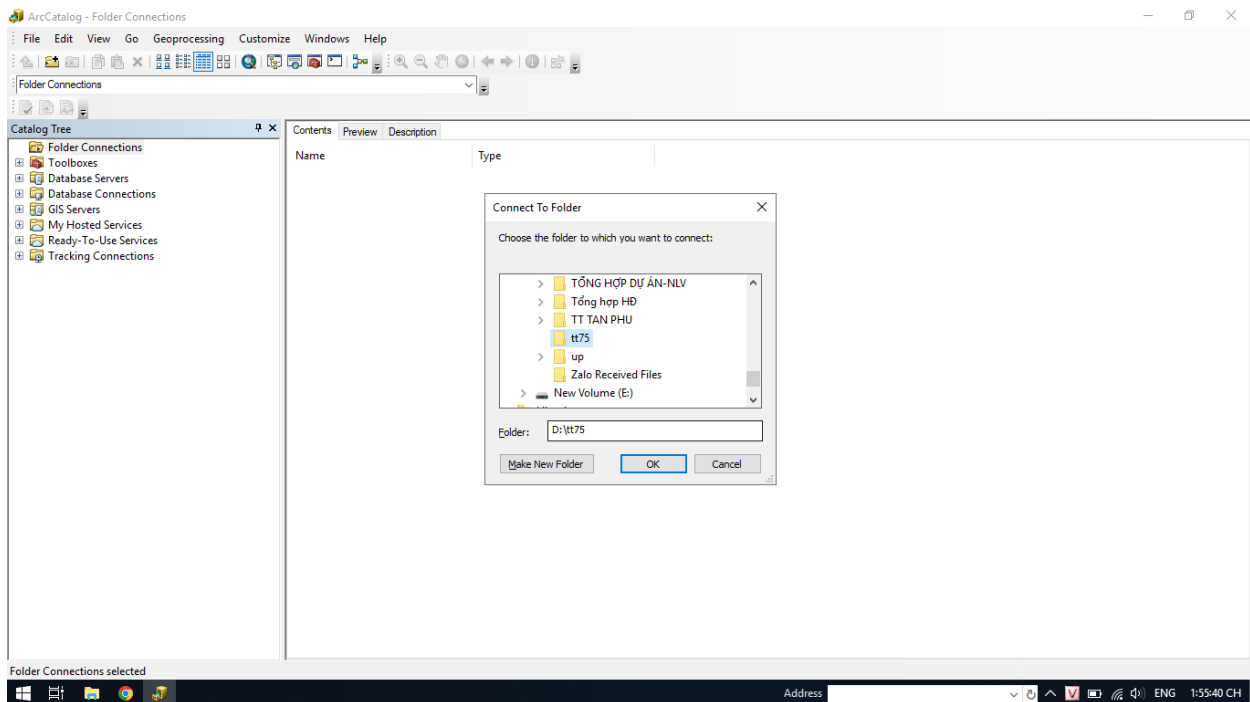 ArcCatalog - Folder Connections
File Edit View Go Geoprocessing Customize Windows Help
Folder Connections
Catalog Tree
Contents Preview Description
Folder Connections
Toolboxes
Database Servers
Database Connections
GIS Servers
My Hosted Services
Ready-To-Use Services
Tracking Connections
Name Type
Connect To Folder
Choose the folder to which you want to connect:
TỔNG HỢP DỰ ÁN-NLV
Tổng hợp HĐ
TT TAN PHU
tt75
up
Zalo Received Files
New Volume (E:)
Folder: D:\tt75
Make New Folder OK Cancel
Folder Connections selected
Address V ENG 1:55:40 CH